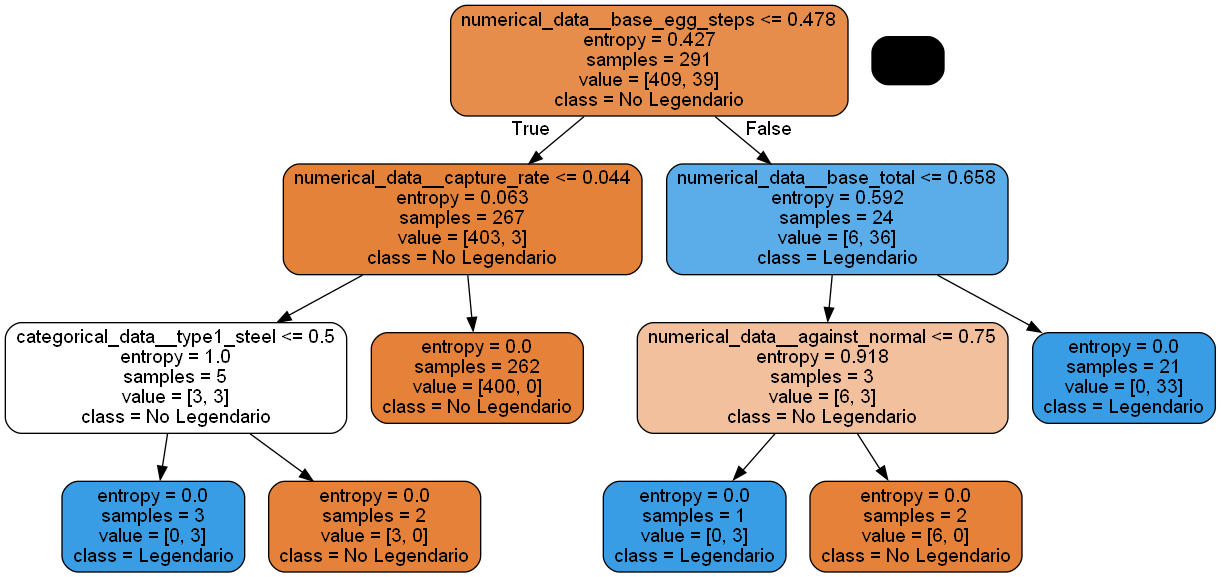 numerical_data__base_egg_steps <= 0.478
entropy = 0.427
samples = 291
value = [409, 39]
class = No Legendario
True
False
numerical_data__capture_rate <= 0.044
entropy = 0.063
samples = 267
value = [403, 3]
class = No Legendario
numerical_data__base_total <= 0.658
entropy = 0.592
samples = 24
value = [6, 36]
class = Legendario
categorical_data__type1_steel <= 0.5
entropy = 1.0
samples = 5
value = [3, 3]
class = No Legendario
entropy = 0.0
samples = 262
value = [400, 0]
class = No Legendario
numerical_data__against_normal <= 0.75
entropy = 0.918
samples = 3
value = [6, 3]
class = No Legendario
entropy = 0.0
samples = 21
value = [0, 33]
class = Legendario
entropy = 0.0
samples = 3
value = [0, 3]
class = Legendario
entropy = 0.0
samples = 2
value = [3, 0]
class = No Legendario
entropy = 0.0
samples = 1
value = [0, 3]
class = Legendario
entropy = 0.0
samples = 2
value = [6, 0]
class = No Legendario